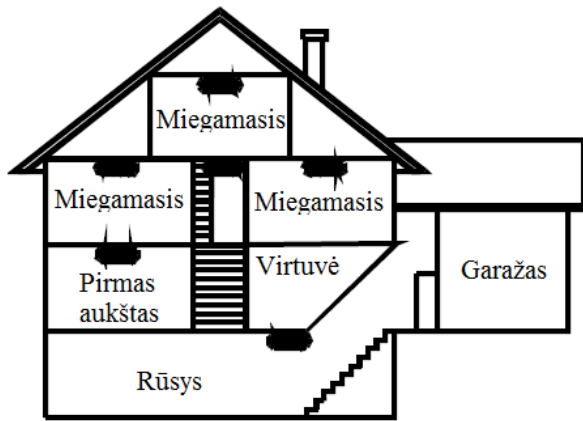 Miegamasis
Miegamasis
Miegamasis
Pirmas
aukštas
Virtuvė
Garažas
Rūsys